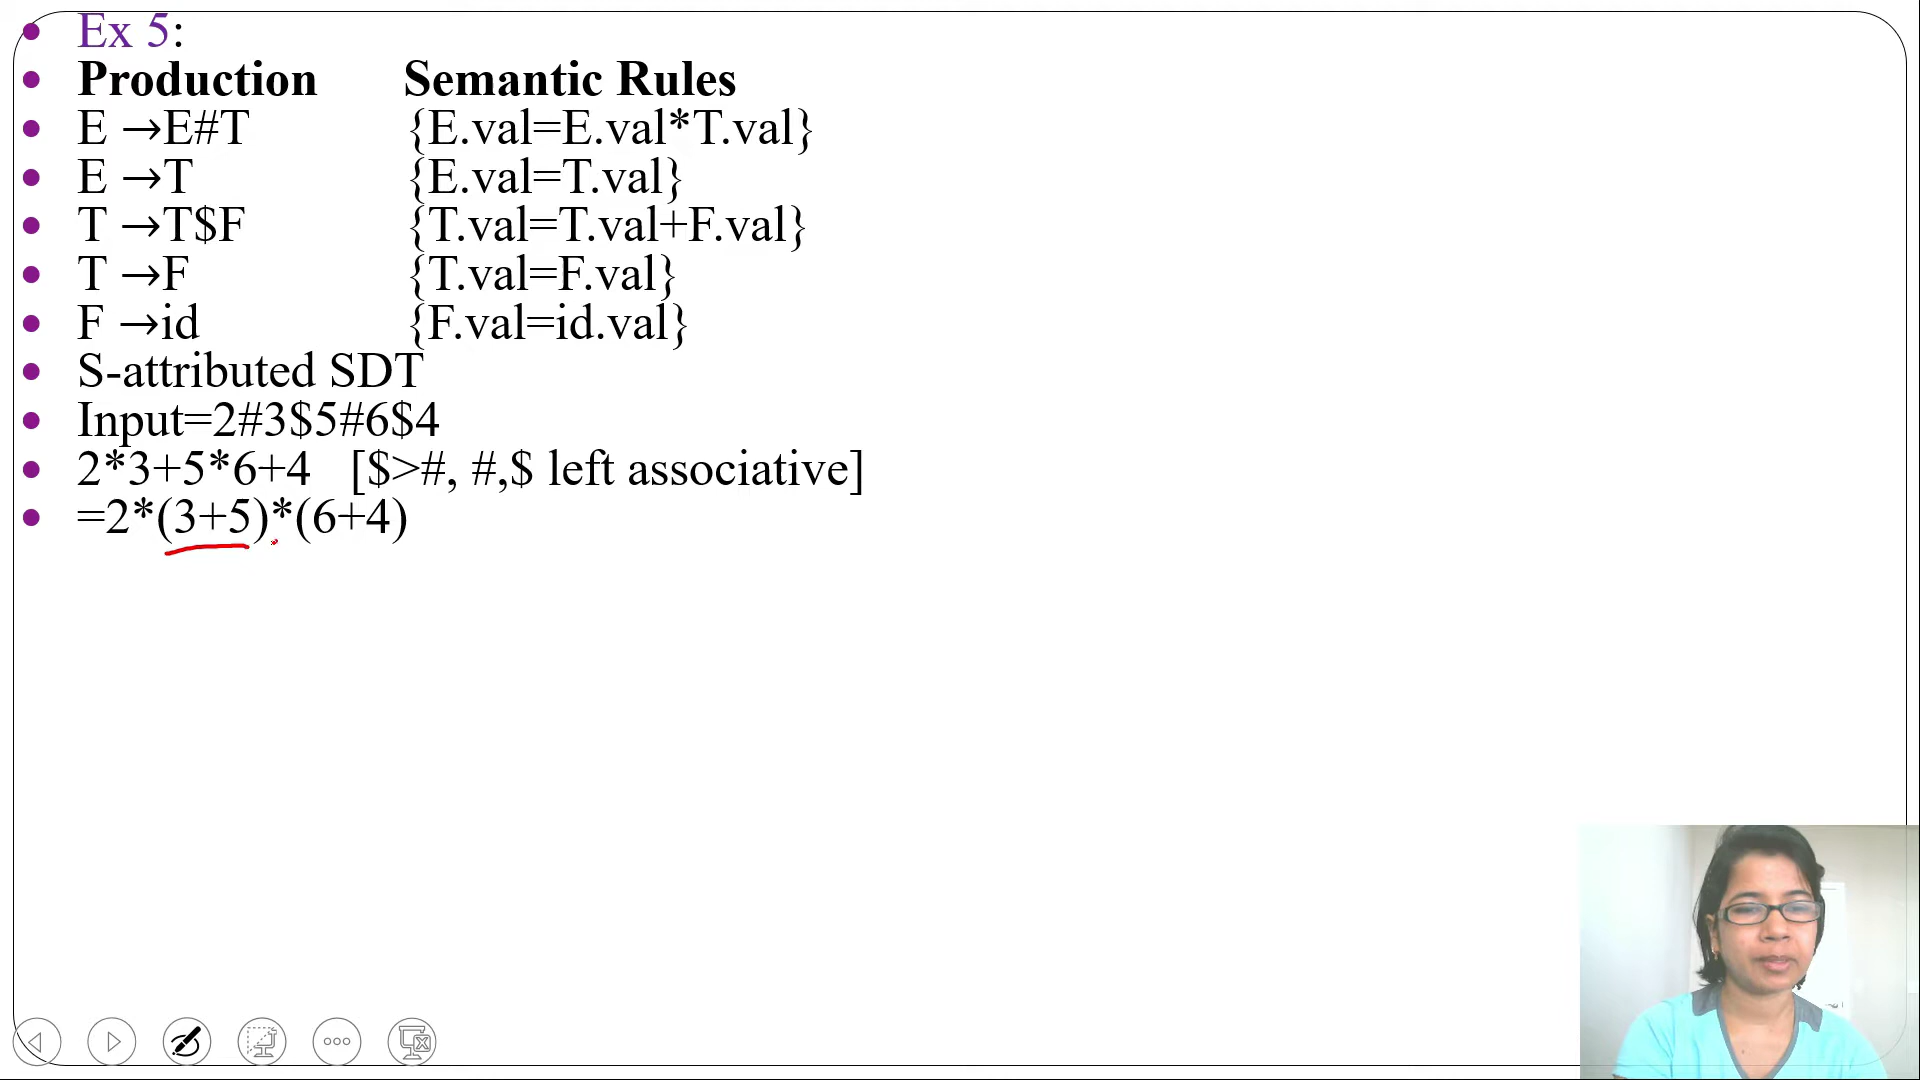 Ex 5:
Production Semantic Rules
E →E#T {E.val=E.val*T.val}
E →T {E.val=T.val}
T →T$F {T.val=T.val+F.val}
T →F {T.val=F.val}
F →id {F.val=id.val}
S-attributed SDT
Input=2#3$5#6$4
2*3+5*6+4 [$>#, #,$ left associative]
=2*(3+5)*(6+4)